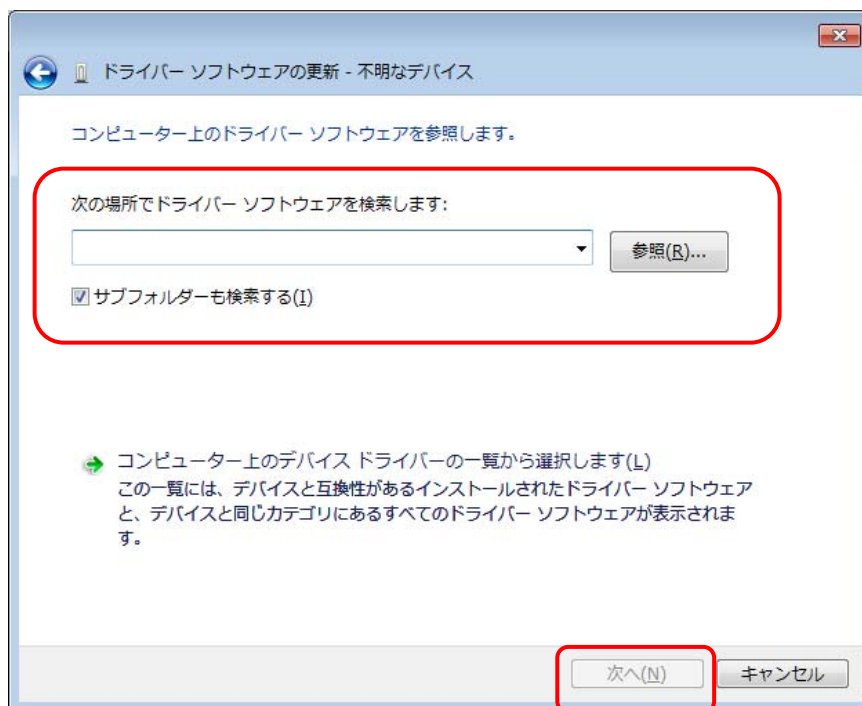 ドライバー ソフトウェアの更新 - 不明なデバイス
コンピューター上のドライバー ソフトウェアを参照します。
次の場所でドライバー ソフトウェアを検索します:
参照(R)...
サブフォルダーも検索する(I)
コンピューター上のデバイス ドライバーの一覧から選択します(L)
この一覧には、デバイスと互換性があるインストールされたドライバー ソフトウェア
と、デバイスと同じカテゴリにあるすべてのドライバー ソフトウェアが表示されま
す。
次へ(N)
キャンセル